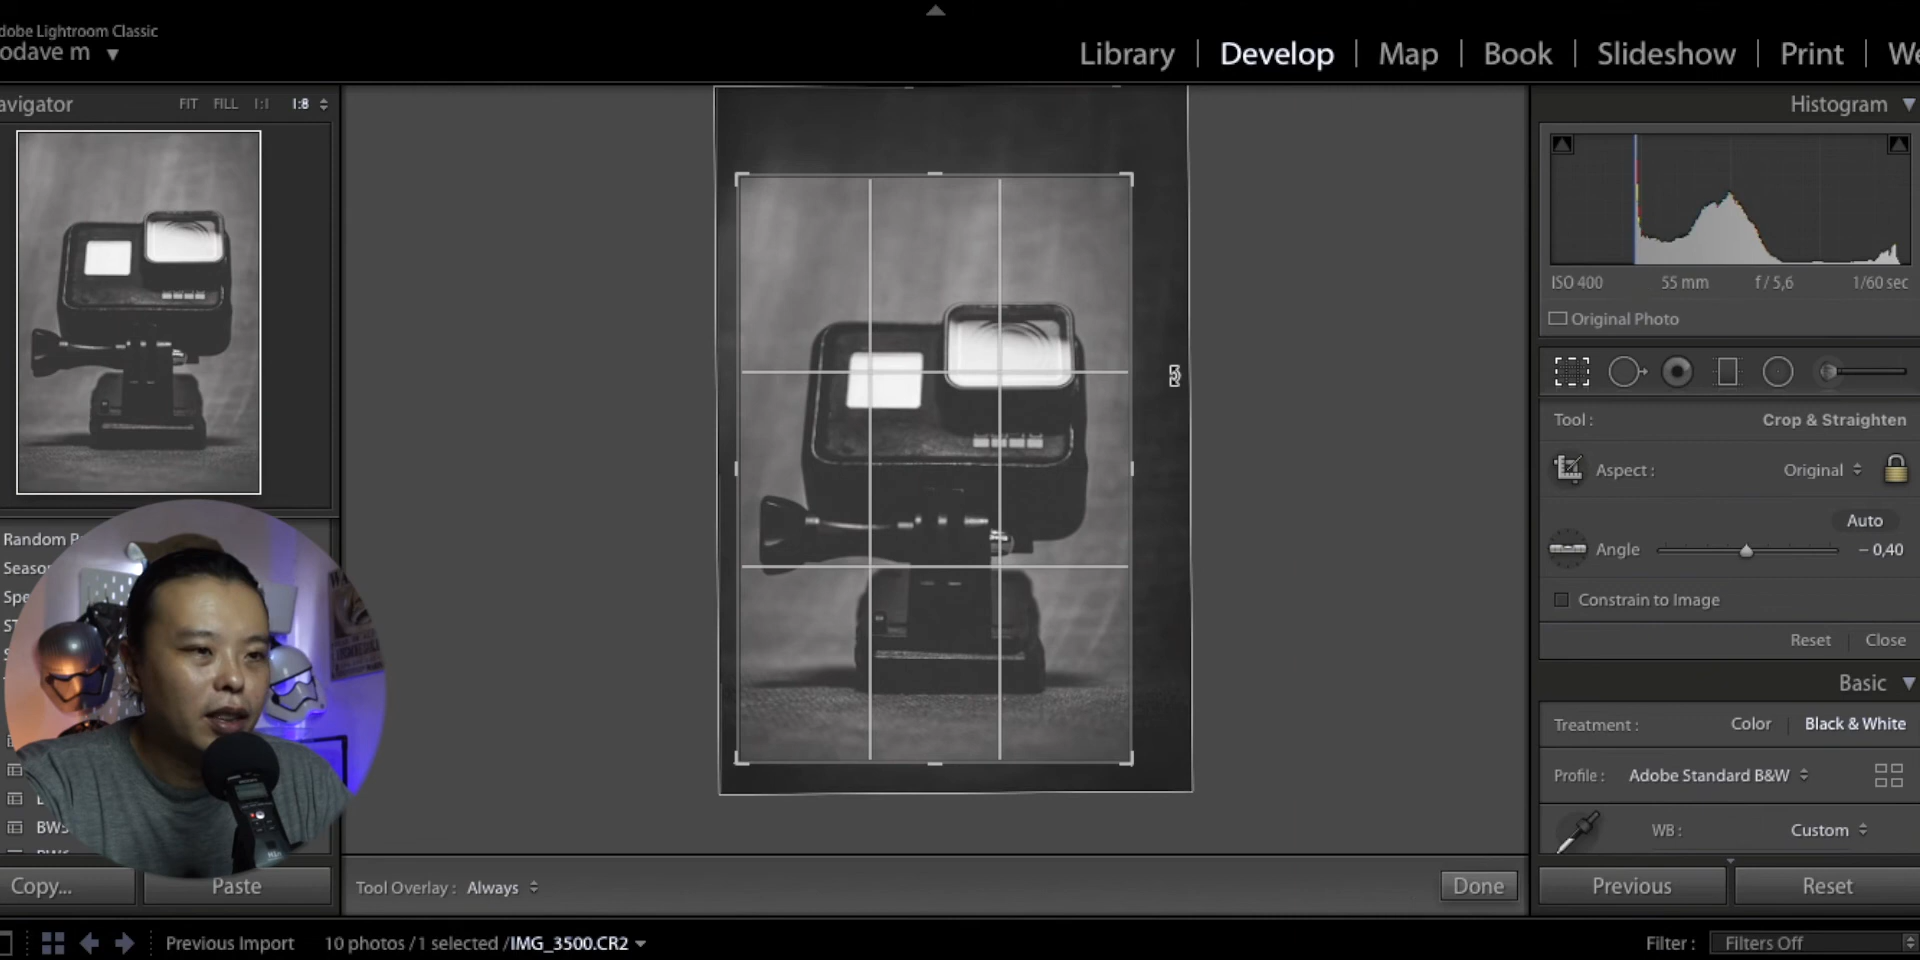 dobe Lightroom Classic
odave m
Library | Develop | Map | Book | Slideshow | Print | We
avigator FIT FILL 1:1 1:8
Histogram
ISO 400 55 mm f / 5,6 1/60 sec
Original Photo
Tool : Crop & Straighten
Aspect : Original
Auto
Angle - 0,40
Constrain to Image
Reset Close
Basic
Treatment : Color Black & White
Profile : Adobe Standard B&W
WB : Custom
Random P
Seaso
Spe
ST
BW5
Copy... Paste
Tool Overlay : Always
Done
Previous Reset
Previous Import 10 photos / 1 selected / IMG_3500.CR2
Filter : Filters Off